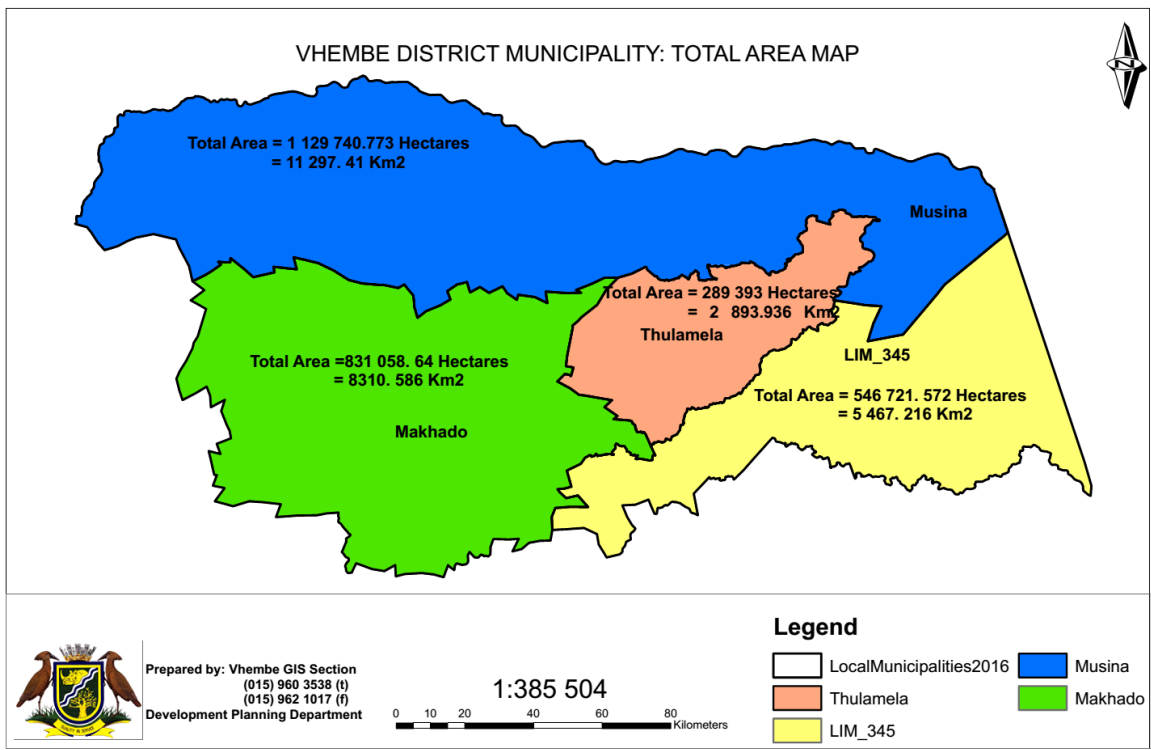 VHEMBE DISTRICT MUNICIPALITY: TOTAL AREA MAP
N
Total Area = 1 129 740.773 Hectares
= 11 297. 41 Km2
Musina
Total Area = 289 393 Hectares
= 2 893.936 Km2
Thulamela
LIM_345
Total Area =831 058. 64 Hectares
= 8310. 586 Km2
Total Area = 546 721. 572 Hectares
= 5 467. 216 Km2
Makhado
Legend
LocalMunicipalities2016
Musina
Thulamela
Makhado
LIM_345
Prepared by: Vhembe GIS Section
(015) 960 3538 (t)
(015) 962 1017 (f)
Development Planning Department
1:385 504
0 10 20 40 60 80
Kilometers